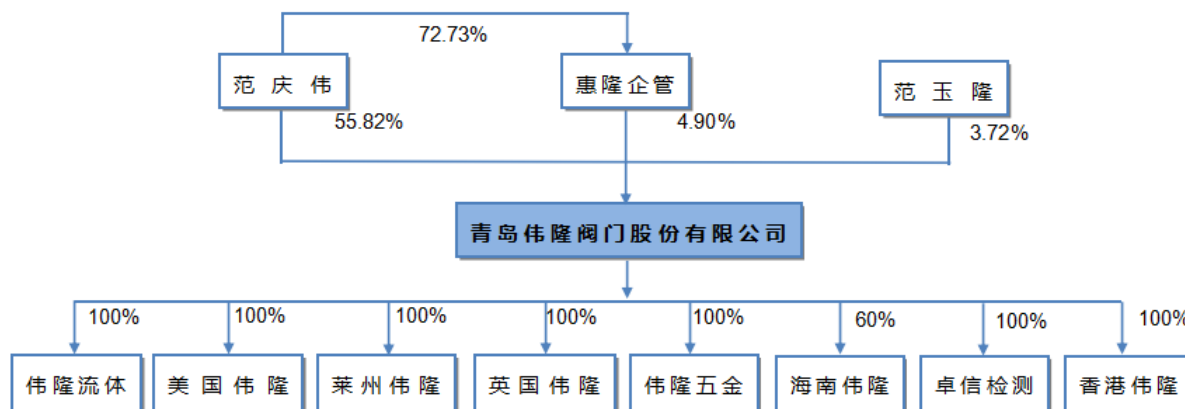 72.73%
范庆伟
惠隆企管
范玉隆
55.82%
4.90%
3.72%
青岛伟隆阀门股份有限公司
100%
100%
100%
100%
100%
60%
100%
100%
伟隆流体
美国伟隆
莱州伟隆
英国伟隆
伟隆五金
海南伟隆
卓信检测
香港伟隆